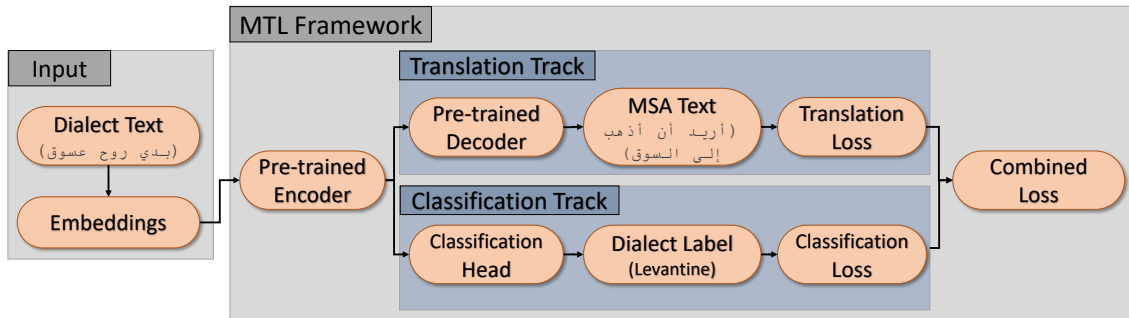 MTL Framework
Input
Dialect Text
(بدي روح عسوق)
Embeddings
Pre-trained
Encoder
Translation Track
Pre-trained
Decoder
MSA Text
(أريد أن أذهب
إلى السوق)
Translation
Loss
Classification Track
Classification
Head
Dialect Label
(Levantine)
Classification
Loss
Combined
Loss